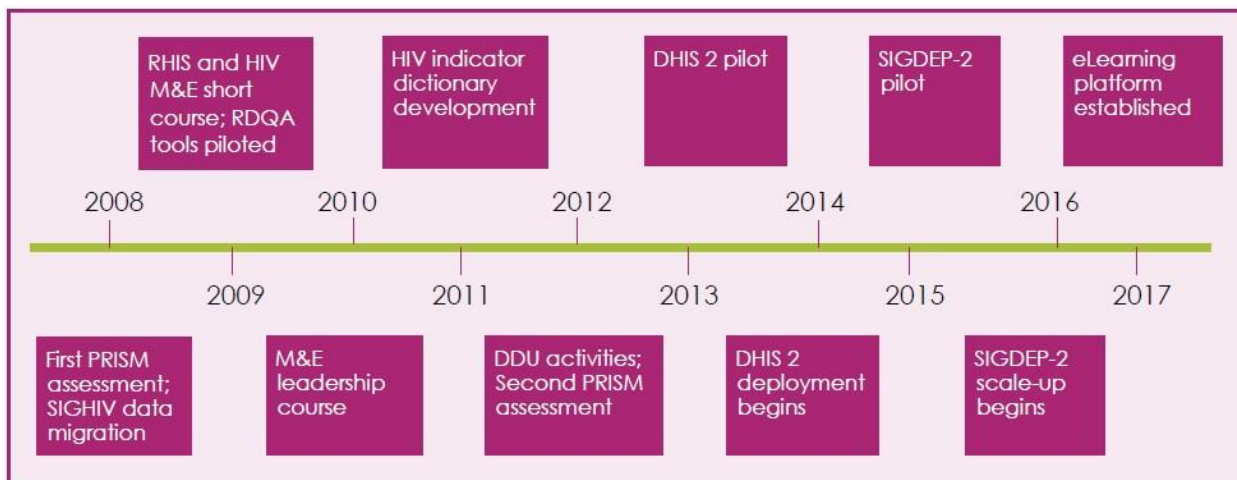 RHIS and HIV
M&E short
course; RDQA
tools piloted
HIV indicator
dictionary
development
DHIS 2 pilot
SIGDEP-2
pilot
eLearning
platform
established
2008
2010
2012
2014
2016
2009
2011
2013
2015
2017
First PRISM
assessment;
SIGHIV data
migration
M&E
leadership
course
DDU activities;
Second PRISM
assessment
DHIS 2
deployment
begins
SIGDEP-2
scale-up
begins